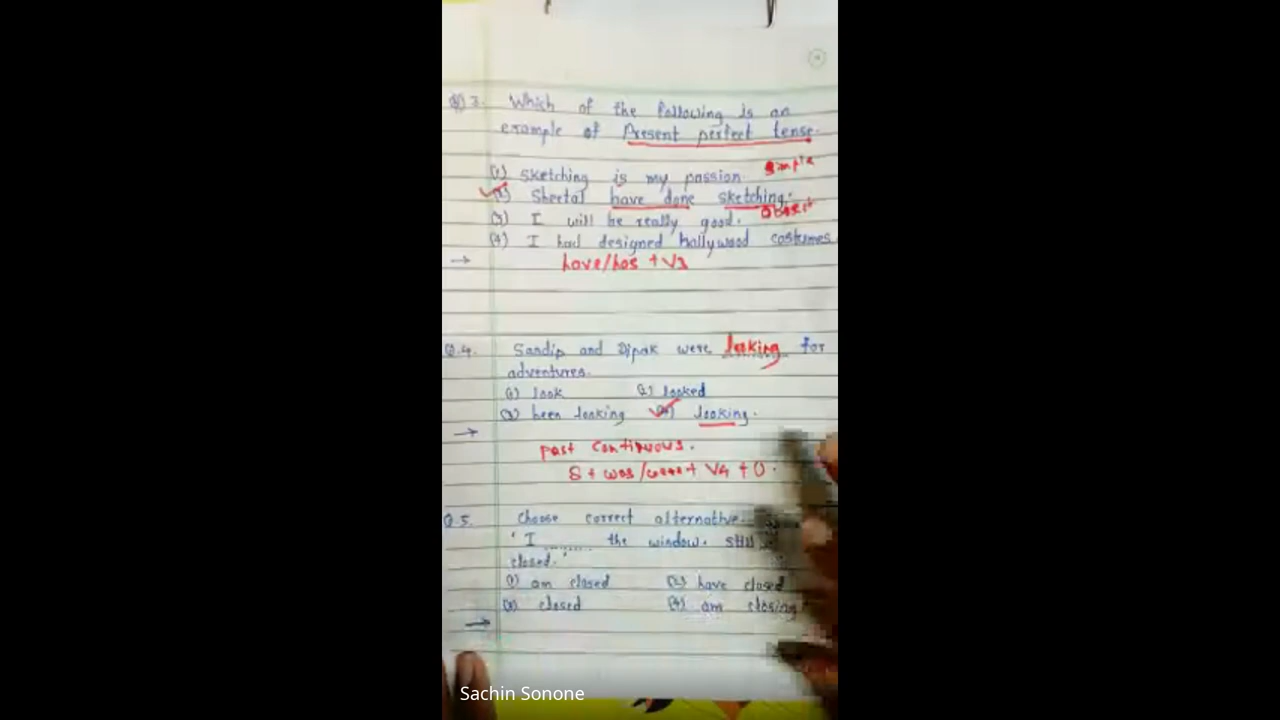 Q) 3. Which of the following is an
example of Present perfect tense.
(1) Sketching is my passion. Simple
(2) Sheetal have done sketching.
(3) I will be really good. Object
(4) I had designed hollywood costumes
→ have/has + V3
Q.4. Sandip and Dipak were looking for
adventures.
(1) look (2) looked
(3) been looking (4) looking.
→ past continuous.
S + was/were + V4 + O.
Q.5. Choose correct alternative.
'I ........ the window. still
closed.'
(1) am closed (2) have closed
(3) closed (4) am closing
→
Sachin Sonone